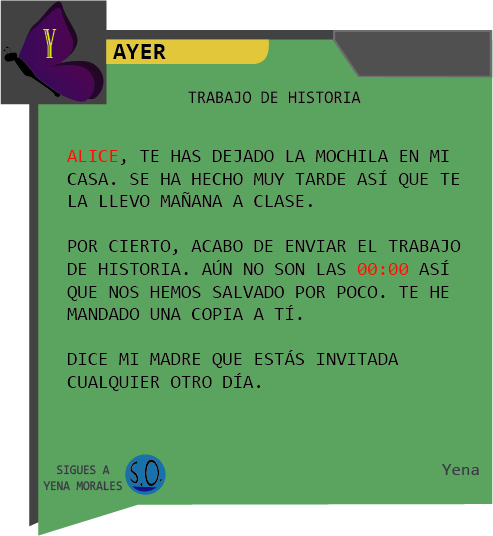 Y
AYER
TRABAJO DE HISTORIA
ALICE, TE HAS DEJADO LA MOCHILA EN MI
CASA. SE HA HECHO MUY TARDE ASÍ QUE TE
LA LLEVO MAÑANA A CLASE.
POR CIERTO, ACABO DE ENVIAR EL TRABAJO
DE HISTORIA. AÚN NO SON LAS 00:00 ASÍ
QUE NOS HEMOS SALVADO POR POCO. TE HE
MANDADO UNA COPIA A TÍ.
DICE MI MADRE QUE ESTÁS INVITADA
CUALQUIER OTRO DÍA.
SIGUES A
YENA MORALES
S.O.
Yena